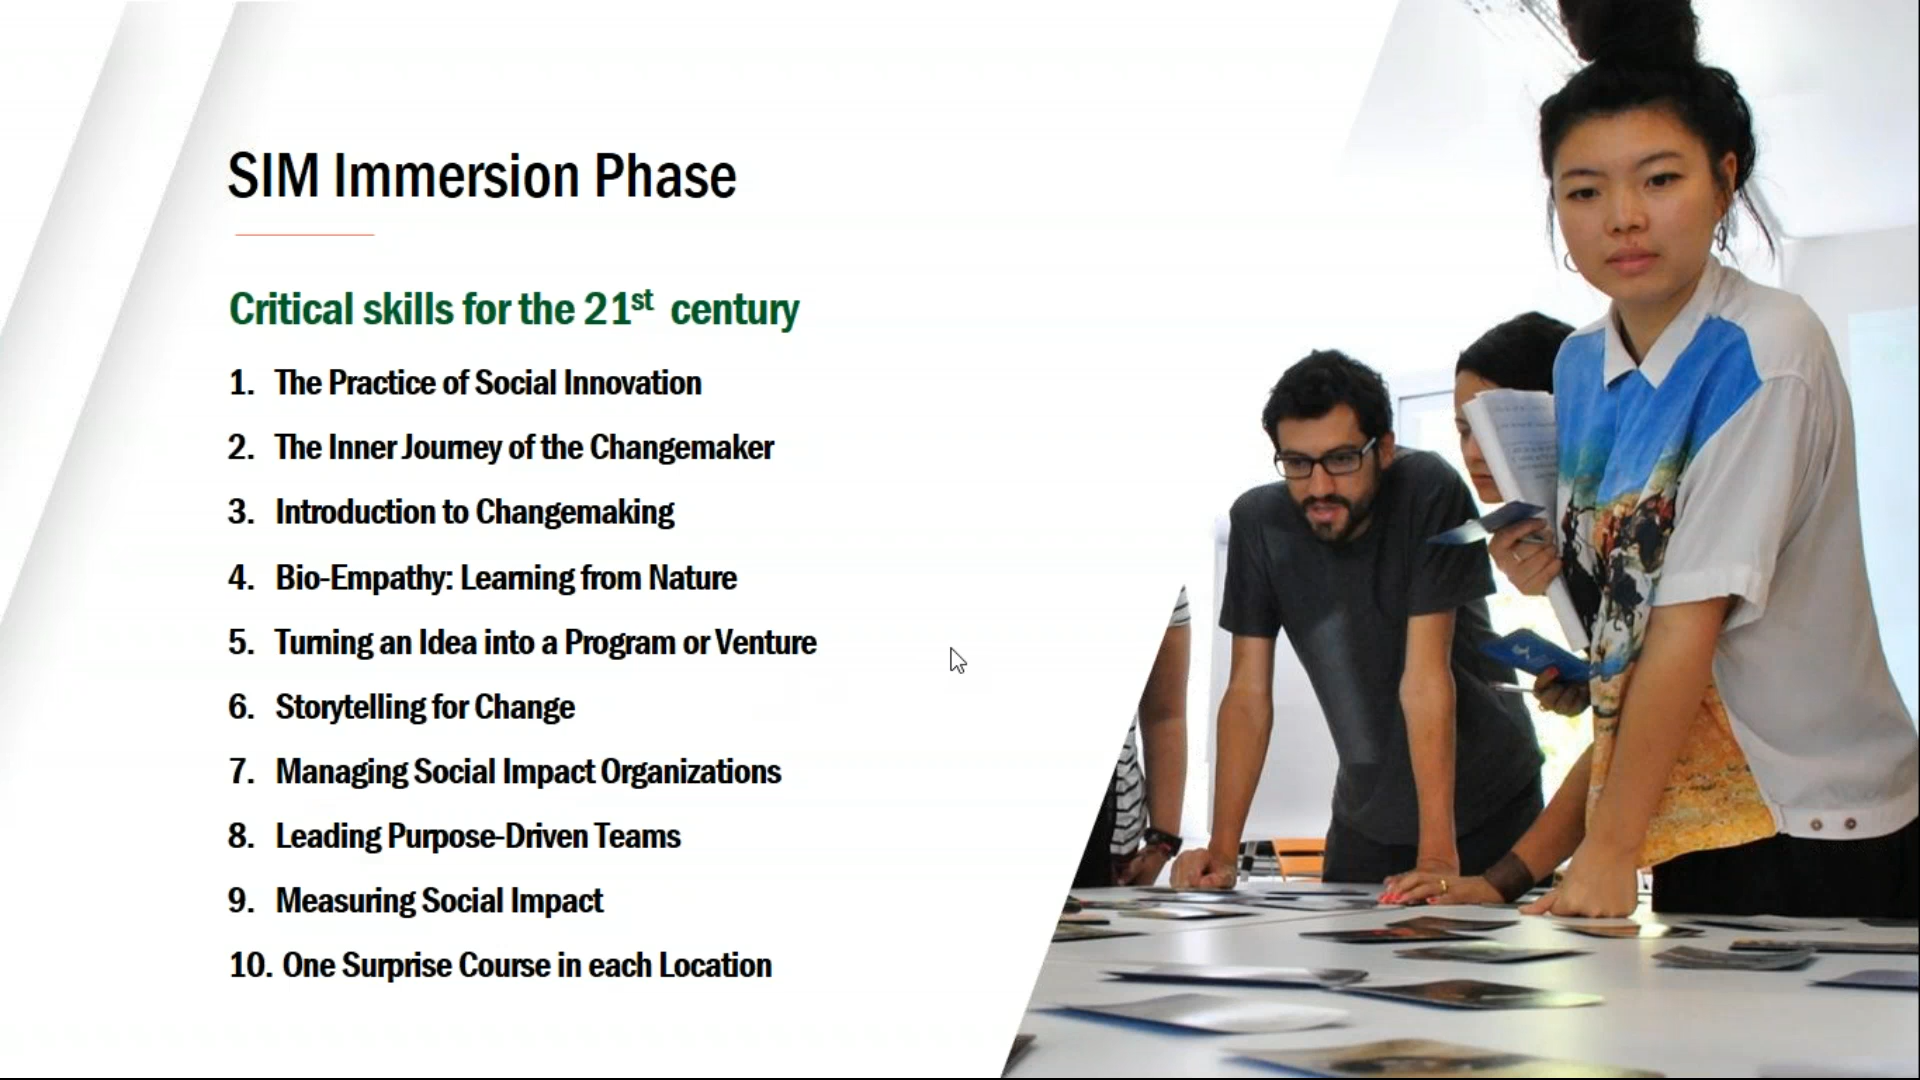 SIM Immersion Phase
Critical skills for the 21st century
1. The Practice of Social Innovation
2. The Inner Journey of the Changemaker
3. Introduction to Changemaking
4. Bio-Empathy: Learning from Nature
5. Turning an Idea into a Program or Venture
6. Storytelling for Change
7. Managing Social Impact Organizations
8. Leading Purpose-Driven Teams
9. Measuring Social Impact
10. One Surprise Course in each Location